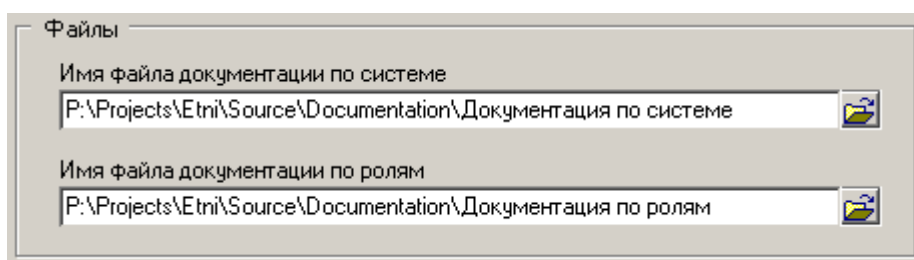 Файлы
Имя файла документации по системе
P:\Projects\Etni\Source\Documentation\Документация по системе
Имя файла документации по ролям
P:\Projects\Etni\Source\Documentation\Документация по ролям